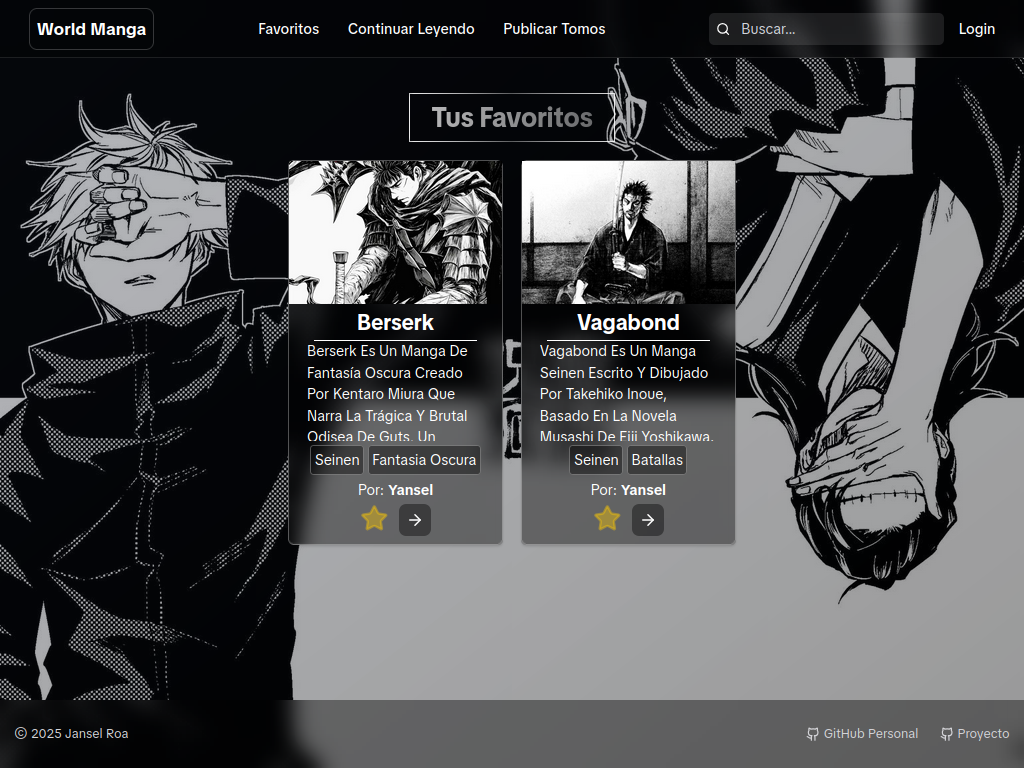 World Manga
Favoritos
Continuar Leyendo
Publicar Tomos
Buscar...
Login
Tus Favoritos
Berserk
Berserk Es Un Manga De
Fantasía Oscura Creado
Por Kentaro Miura Que
Narra La Trágica Y Brutal
Odisea De Guts, Un
Seinen
Fantasia Oscura
Por: Yansel
Vagabond
Vagabond Es Un Manga
Seinen Escrito Y Dibujado
Por Takehiko Inoue,
Basado En La Novela
Musashi De Eiji Yoshikawa.
Seinen
Batallas
Por: Yansel
© 2025 Jansel Roa
GitHub Personal
Proyecto